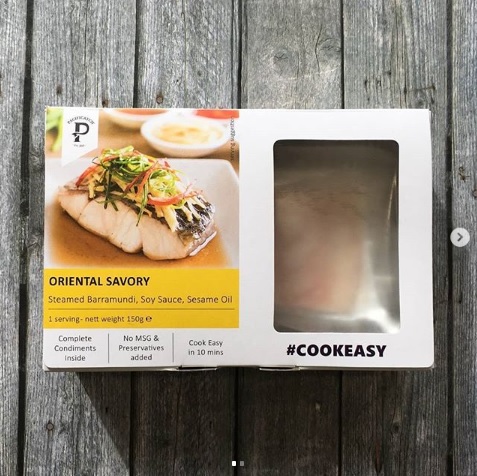 P
ORIENTAL SAVORY
Steamed Barramundi, Soy Sauce, Sesame Oil
1 serving - nett weight 150g ℮
Complete
Condiments
inside
No MSG &
Preservatives
added
Cook Easy
in 10 mins
#COOKEASY